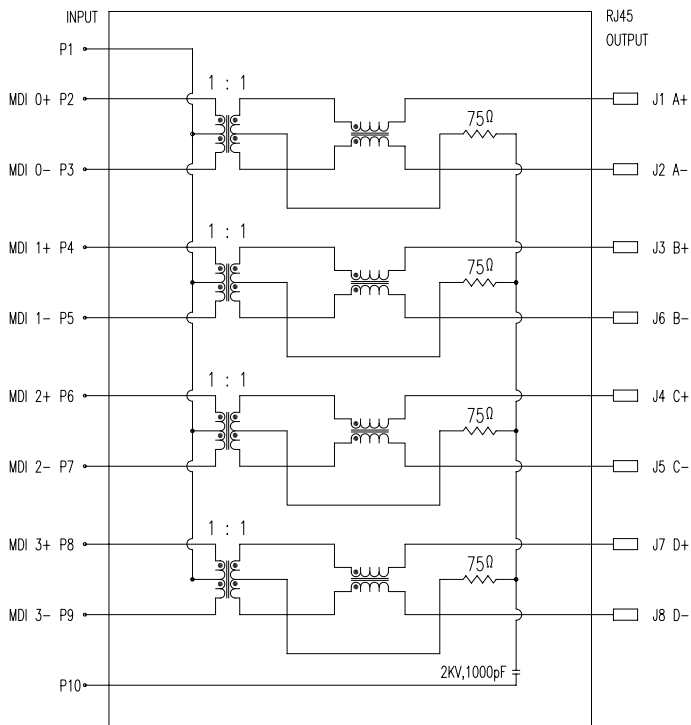 INPUT
RJ45
OUTPUT
P1
1 : 1
MDI 0+ P2
J1 A+
75Ω
MDI 0- P3
J2 A-
1 : 1
MDI 1+ P4
J3 B+
75Ω
MDI 1- P5
J6 B-
1 : 1
MDI 2+ P6
J4 C+
75Ω
MDI 2- P7
J5 C-
1 : 1
MDI 3+ P8
J7 D+
75Ω
MDI 3- P9
J8 D-
2KV,1000pF
P10